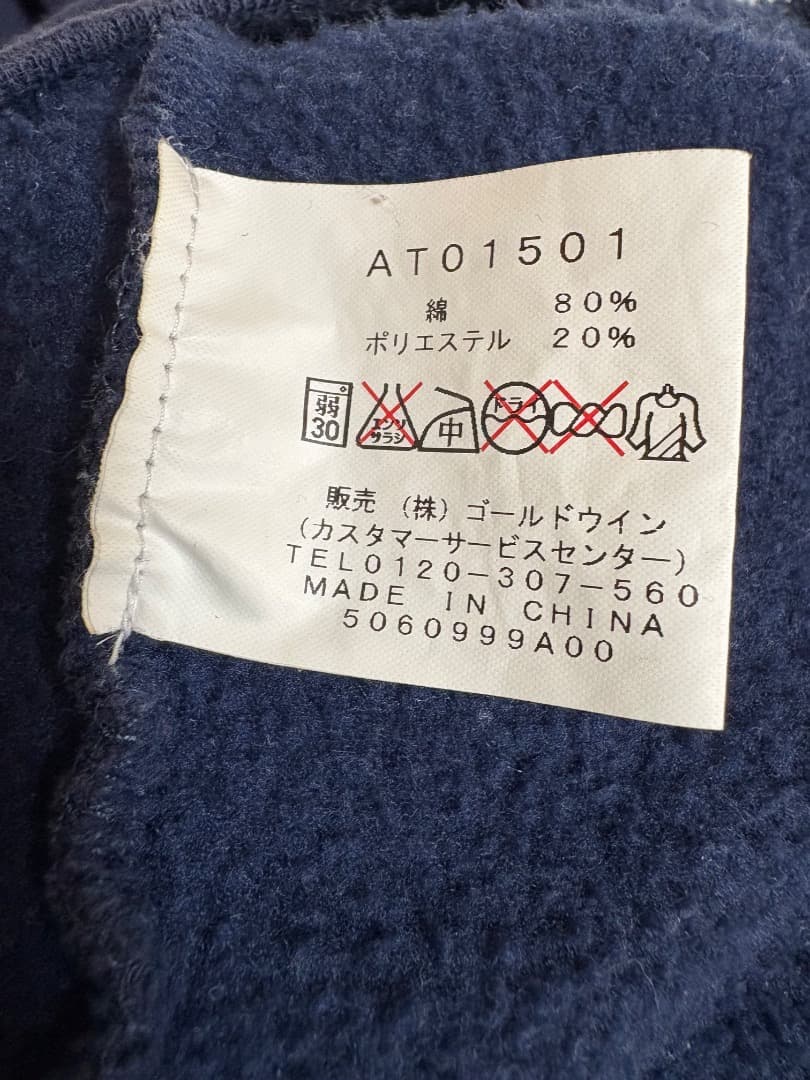 AT01501
綿 80%
ポリエステル 20%
弱 30 エンソ サラシ 中 ドライ
販売 (株) ゴールドウイン
(カスタマーサービスセンター)
TEL0120-307-560
MADE IN CHINA
5060999A00